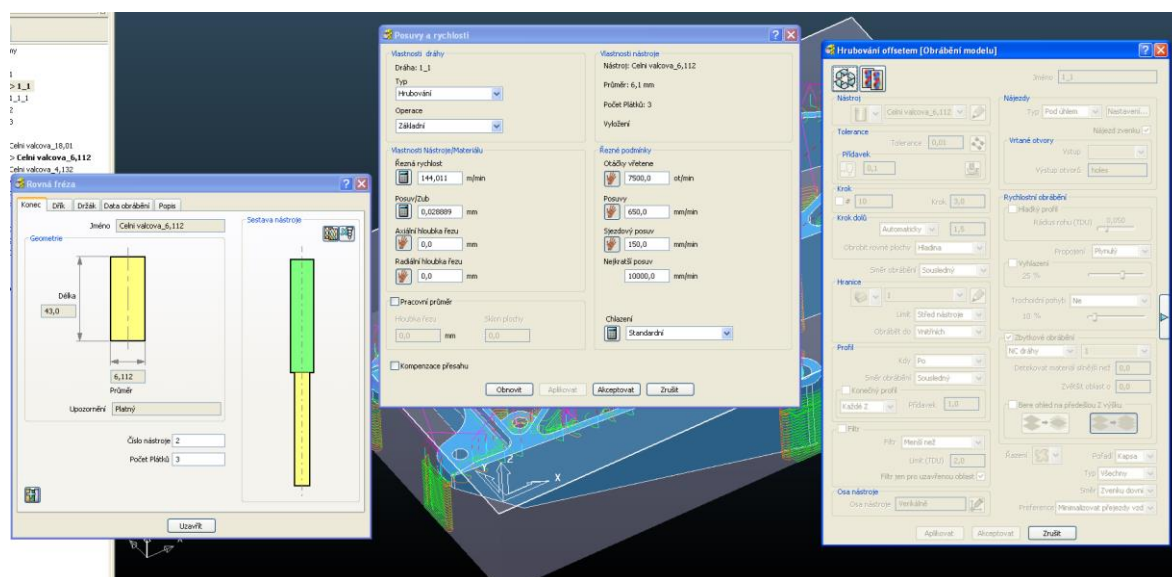 my
1
> 1_1
1_1_1
2
3
Celni valcova_18,01
> Celni valcova_6,112
Celni valcova_4,132
Rovná fréza
Konec Dřík Držák Data obrábění Popis
Jméno Celni valcova_6,112
Geometrie
Délka
43,0
6,112
Průměr
Upozornění Platný
Číslo nástroje 2
Počet Plátků 3
Sestava nástroje
Uzavřít
Posuvy a rychlosti
Vlastnosti dráhy
Dráha: 1_1
Typ
Hrubování
Operace
Základní
Vlastnosti nástroje
Nástroj: Celni valcova_6,112
Průměr: 6,1 mm
Počet Plátků: 3
Vyložení
Vlastnosti Nástroje/Materiálu
Řezná rychlost
144,011 m/min
Posuv/Zub
0,028889 mm
Axiální hloubka řezu
0,0 mm
Radiální hloubka řezu
0,0 mm
Řezné podmínky
Otáčky vřetene
7500,0 ot/min
Posuvy
650,0 mm/min
Sjezdový posuv
150,0 mm/min
Nejkratší posuv
10000,0 mm/min
Pracovní průměr
Hloubka řezu Sklon plochy
0,0 mm 0,0
Chlazení
Standardní
Kompenzace přesahu
Obnovit Aplikovat Akceptovat Zrušit
Z
Y
X
Hrubování offsetem [Obrábění modelu]
Jméno 1_1
Nástroj
Celni valcova_6,112
Tolerance
Tolerance 0,01
Přídavek
0,1
Krok
# 10 Krok 3,0
Krok dolů
Automaticky 1,0
Obrobit rovné plochy Hladina
Směr obrábění Sousledný
Hranice
1
Limit Střed nástroje
Obrábět do Vnitřních
Profil
Kdy Po
Směr obrábění Sousledný
Konečný profil
Každé Z Přídavek 1,0
Filtr
Filtr Menší než
Limit (TDU) 2,0
Filtr jen pro uzavřenou oblast
Osa nástroje
Osa nástroje Vertikálně
Nájezdy
Typ Pod úhlem Nastavení...
Nájezd zvenku
Vrtané otvory
Vstup
Výstup otvorů holes
Rychlostní obrábění
Hladký profil
Rádius rohu (TDU) 0,050
Propojení Plynulý
Vyhlazení
25 %
Trochoidní pohyb Ne
10 %
Zbytkové obrábění
NC dráhy 1
Detekovat materiál silnější než 0,0
Zvětšit oblast o 0,0
Bere ohled na předešlou Z výšku
Řazení Pořadí Kapsa
Typ Všechny
Směr Zvenku dovni
Preference Minimalizovat přejezdy vzd
Aplikovat Akceptovat Zrušit